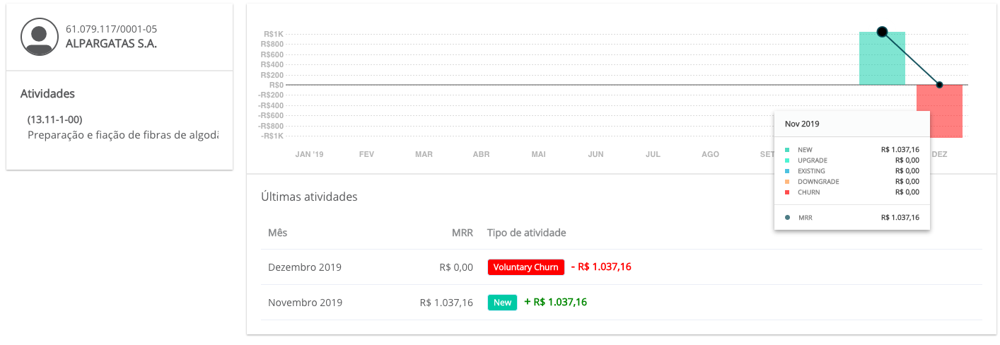 61.079.117/0001-05
ALPARGATAS S.A.
Atividades
(13.11-1-00)
Preparação e fiação de fibras de algodã
R$1K
R$800
R$600
R$400
R$200
R$0
-R$200
-R$400
-R$600
-R$800
-R$1K
JAN '19 FEV MAR ABR MAI JUN JUL AGO SET DEZ
Nov 2019
NEW R$ 1.037,16
UPGRADE R$ 0,00
EXISTING R$ 0,00
DOWNGRADE R$ 0,00
CHURN R$ 0,00
MRR R$ 1.037,16
Últimas atividades
Mês MRR Tipo de atividade
Dezembro 2019 R$ 0,00 Voluntary Churn - R$ 1.037,16
Novembro 2019 R$ 1.037,16 New + R$ 1.037,16